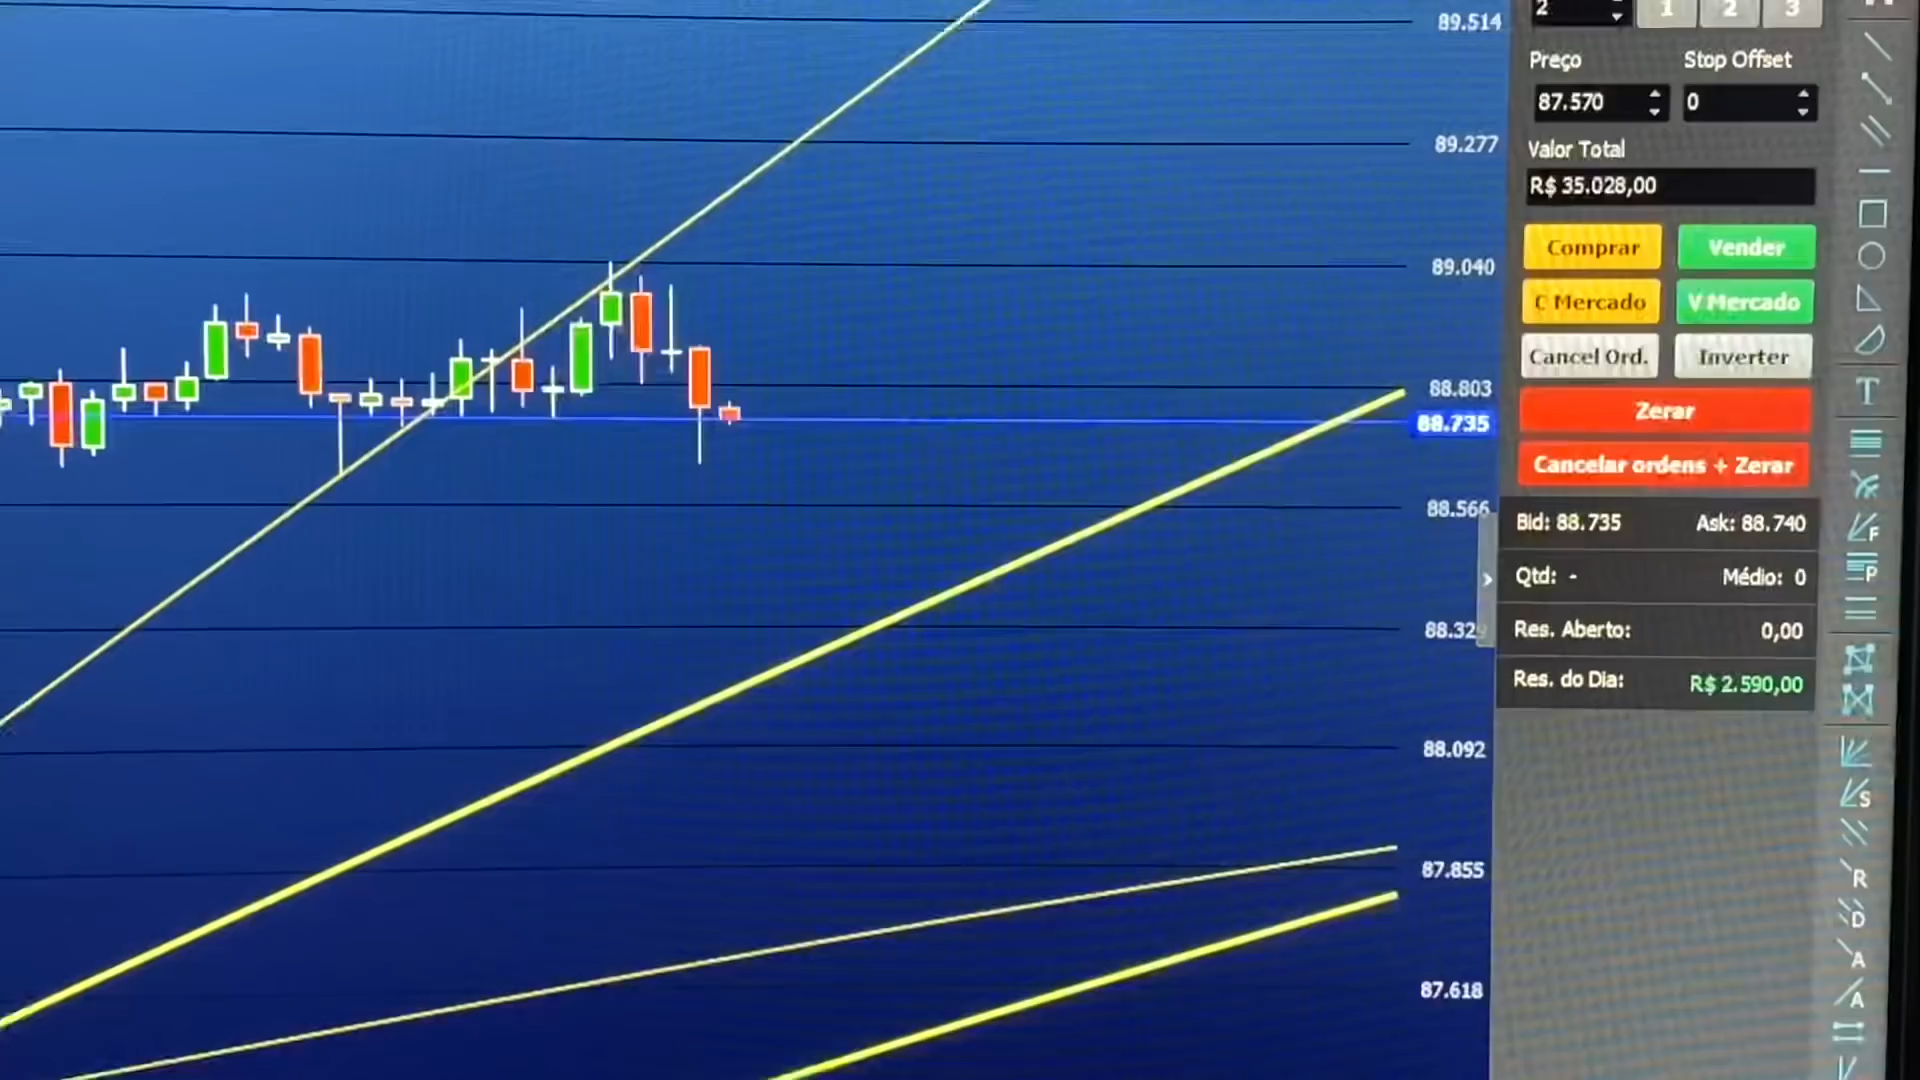 89.514
89.277
89.040
88.803
88.735
88.566
88.329
88.092
87.855
87.618
2
1 2 3
Preço Stop Offset
87.570 0
Valor Total
R$ 35.028,00
Comprar Vender
C Mercado V Mercado
Cancel Ord. Inverter
Zerar
Cancelar ordens + Zerar
Bid: 88.735 Ask: 88.740
Qtd: - Médio: 0
Res. Aberto: 0,00
Res. do Dia: R$ 2.590,00
T
F
P
S
R
D
A
A